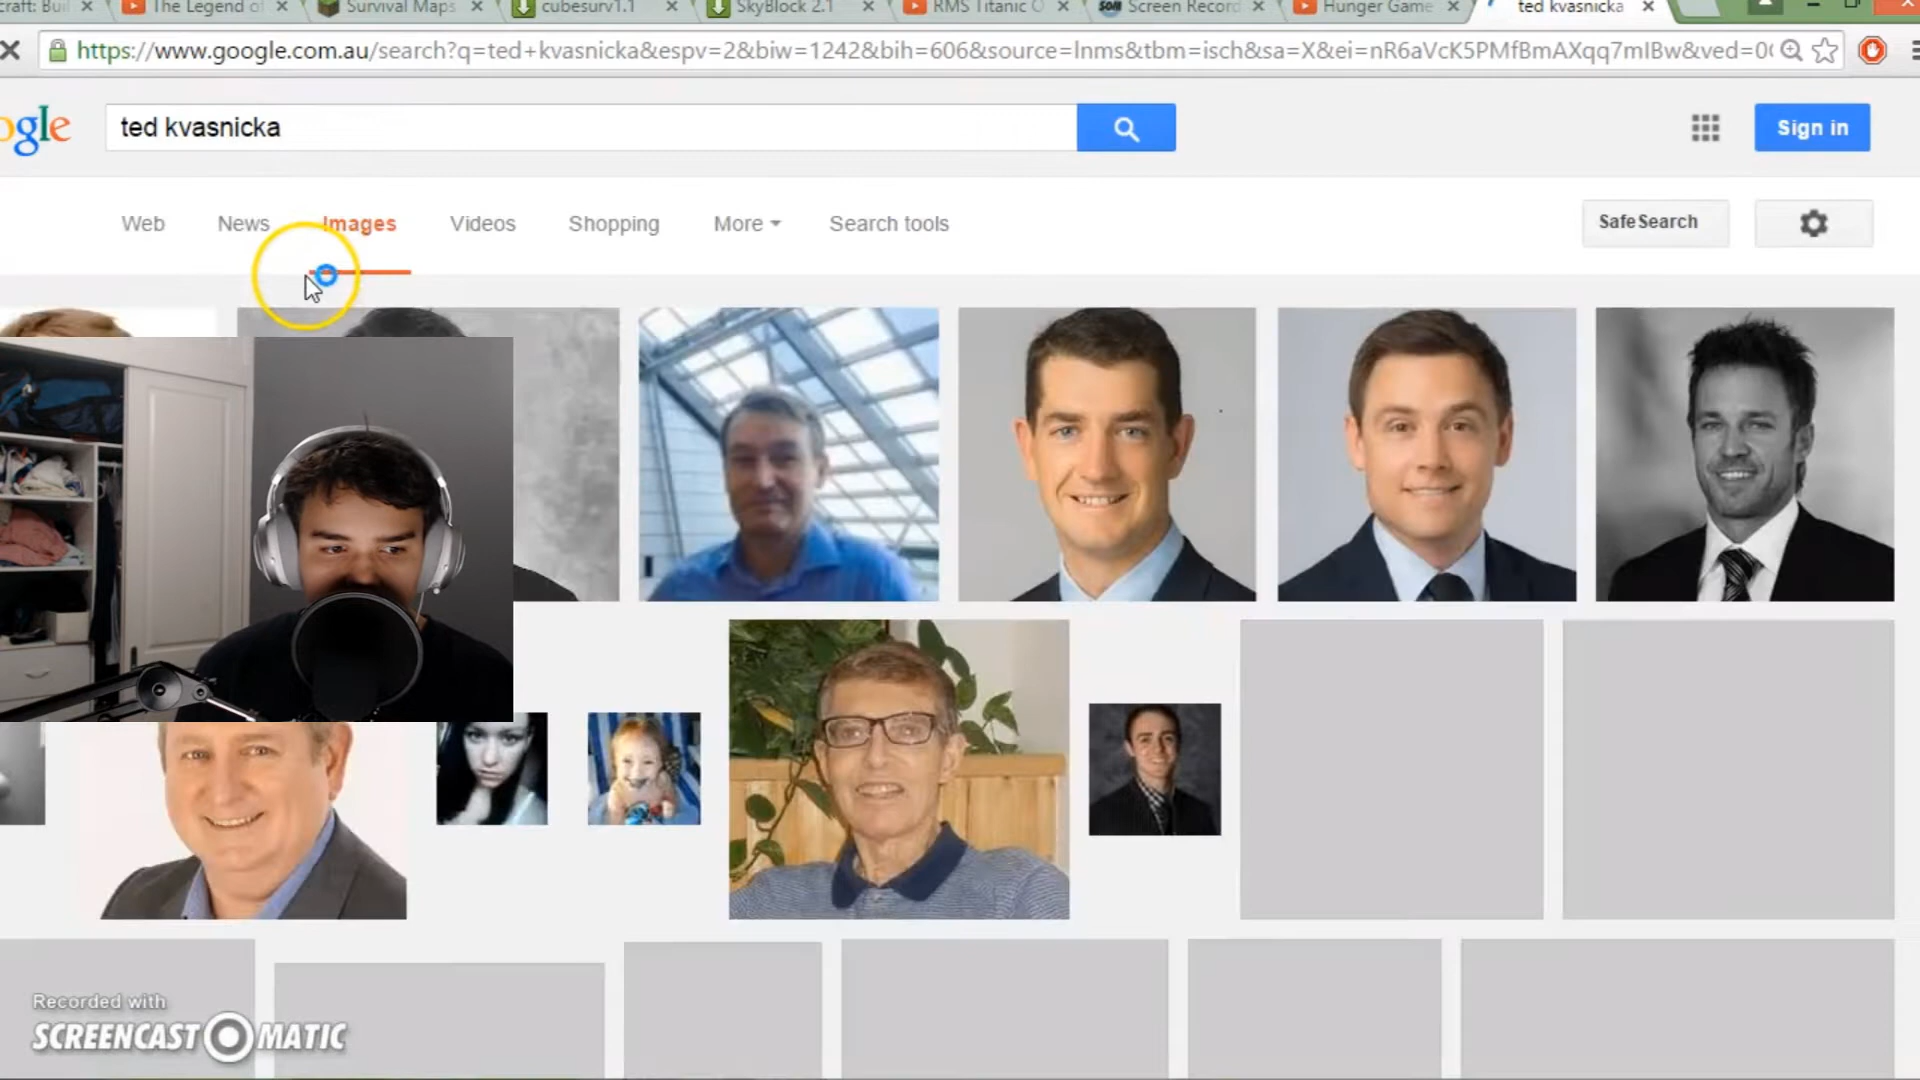 craft: Buil
The Legend of
Survival Maps
cubesurv1.1
SkyBlock 2.1
RMS Titanic O
Screen Record
Hunger Game
ted kvasnicka
https://www.google.com.au/search?q=ted+kvasnicka&espv=2&biw=1242&bih=606&source=lnms&tbm=isch&sa=X&ei=nR6aVcK5PMfBmAXqq7mIBw&ved=0
ogle
ted kvasnicka
Sign in
Web
News
Images
Videos
Shopping
More
Search tools
SafeSearch
Recorded with
SCREENCAST O MATIC